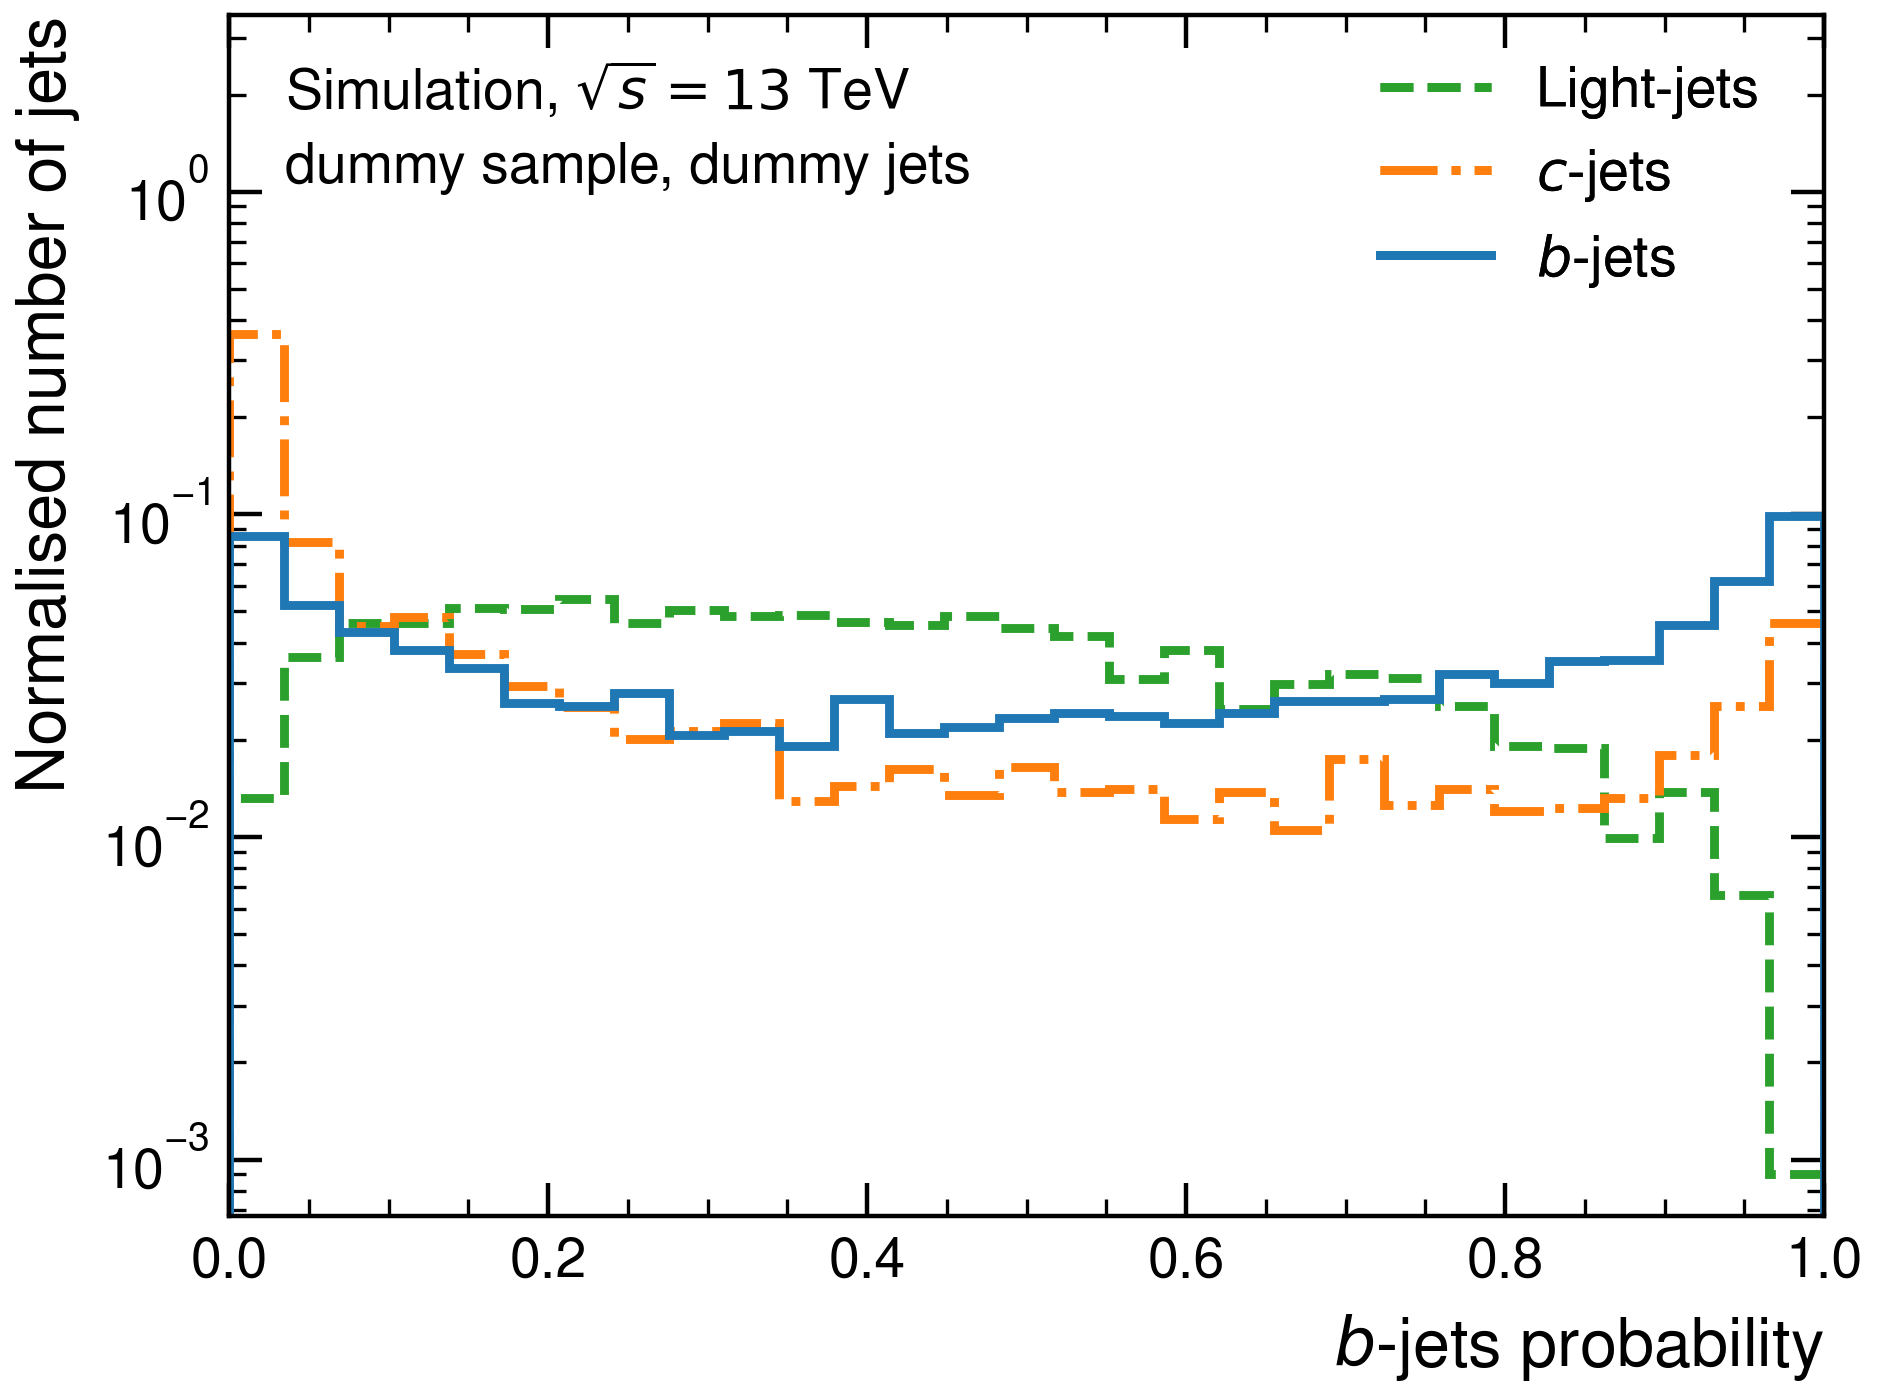 Normalised number of jets
Simulation, √s = 13 TeV
dummy sample, dummy jets
Light-jets
c-jets
b-jets
10⁰
10⁻¹
10⁻²
10⁻³
0.0 0.2 0.4 0.6 0.8 1.0
b-jets probability